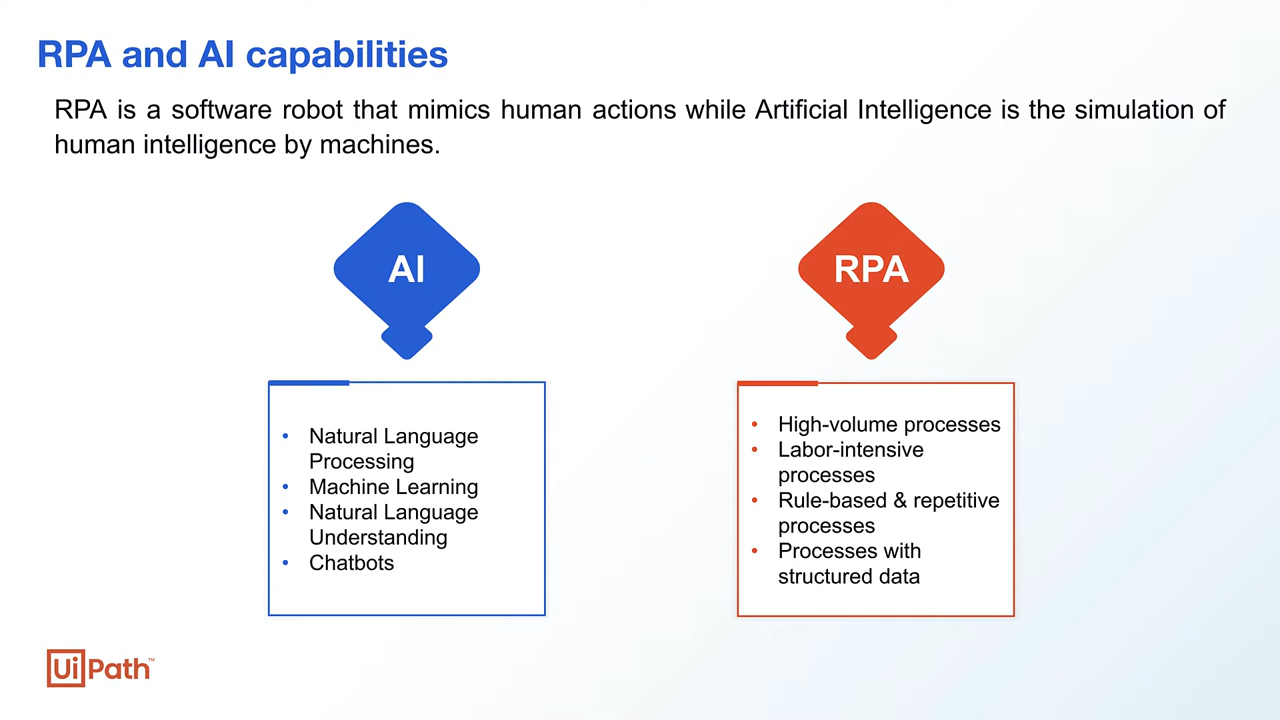 RPA and AI capabilities
RPA is a software robot that mimics human actions while Artificial Intelligence is the simulation of
human intelligence by machines.
AI
• Natural Language
Processing
• Machine Learning
• Natural Language
Understanding
• Chatbots
RPA
• High-volume processes
• Labor-intensive
processes
• Rule-based & repetitive
processes
• Processes with
structured data
UiPath™